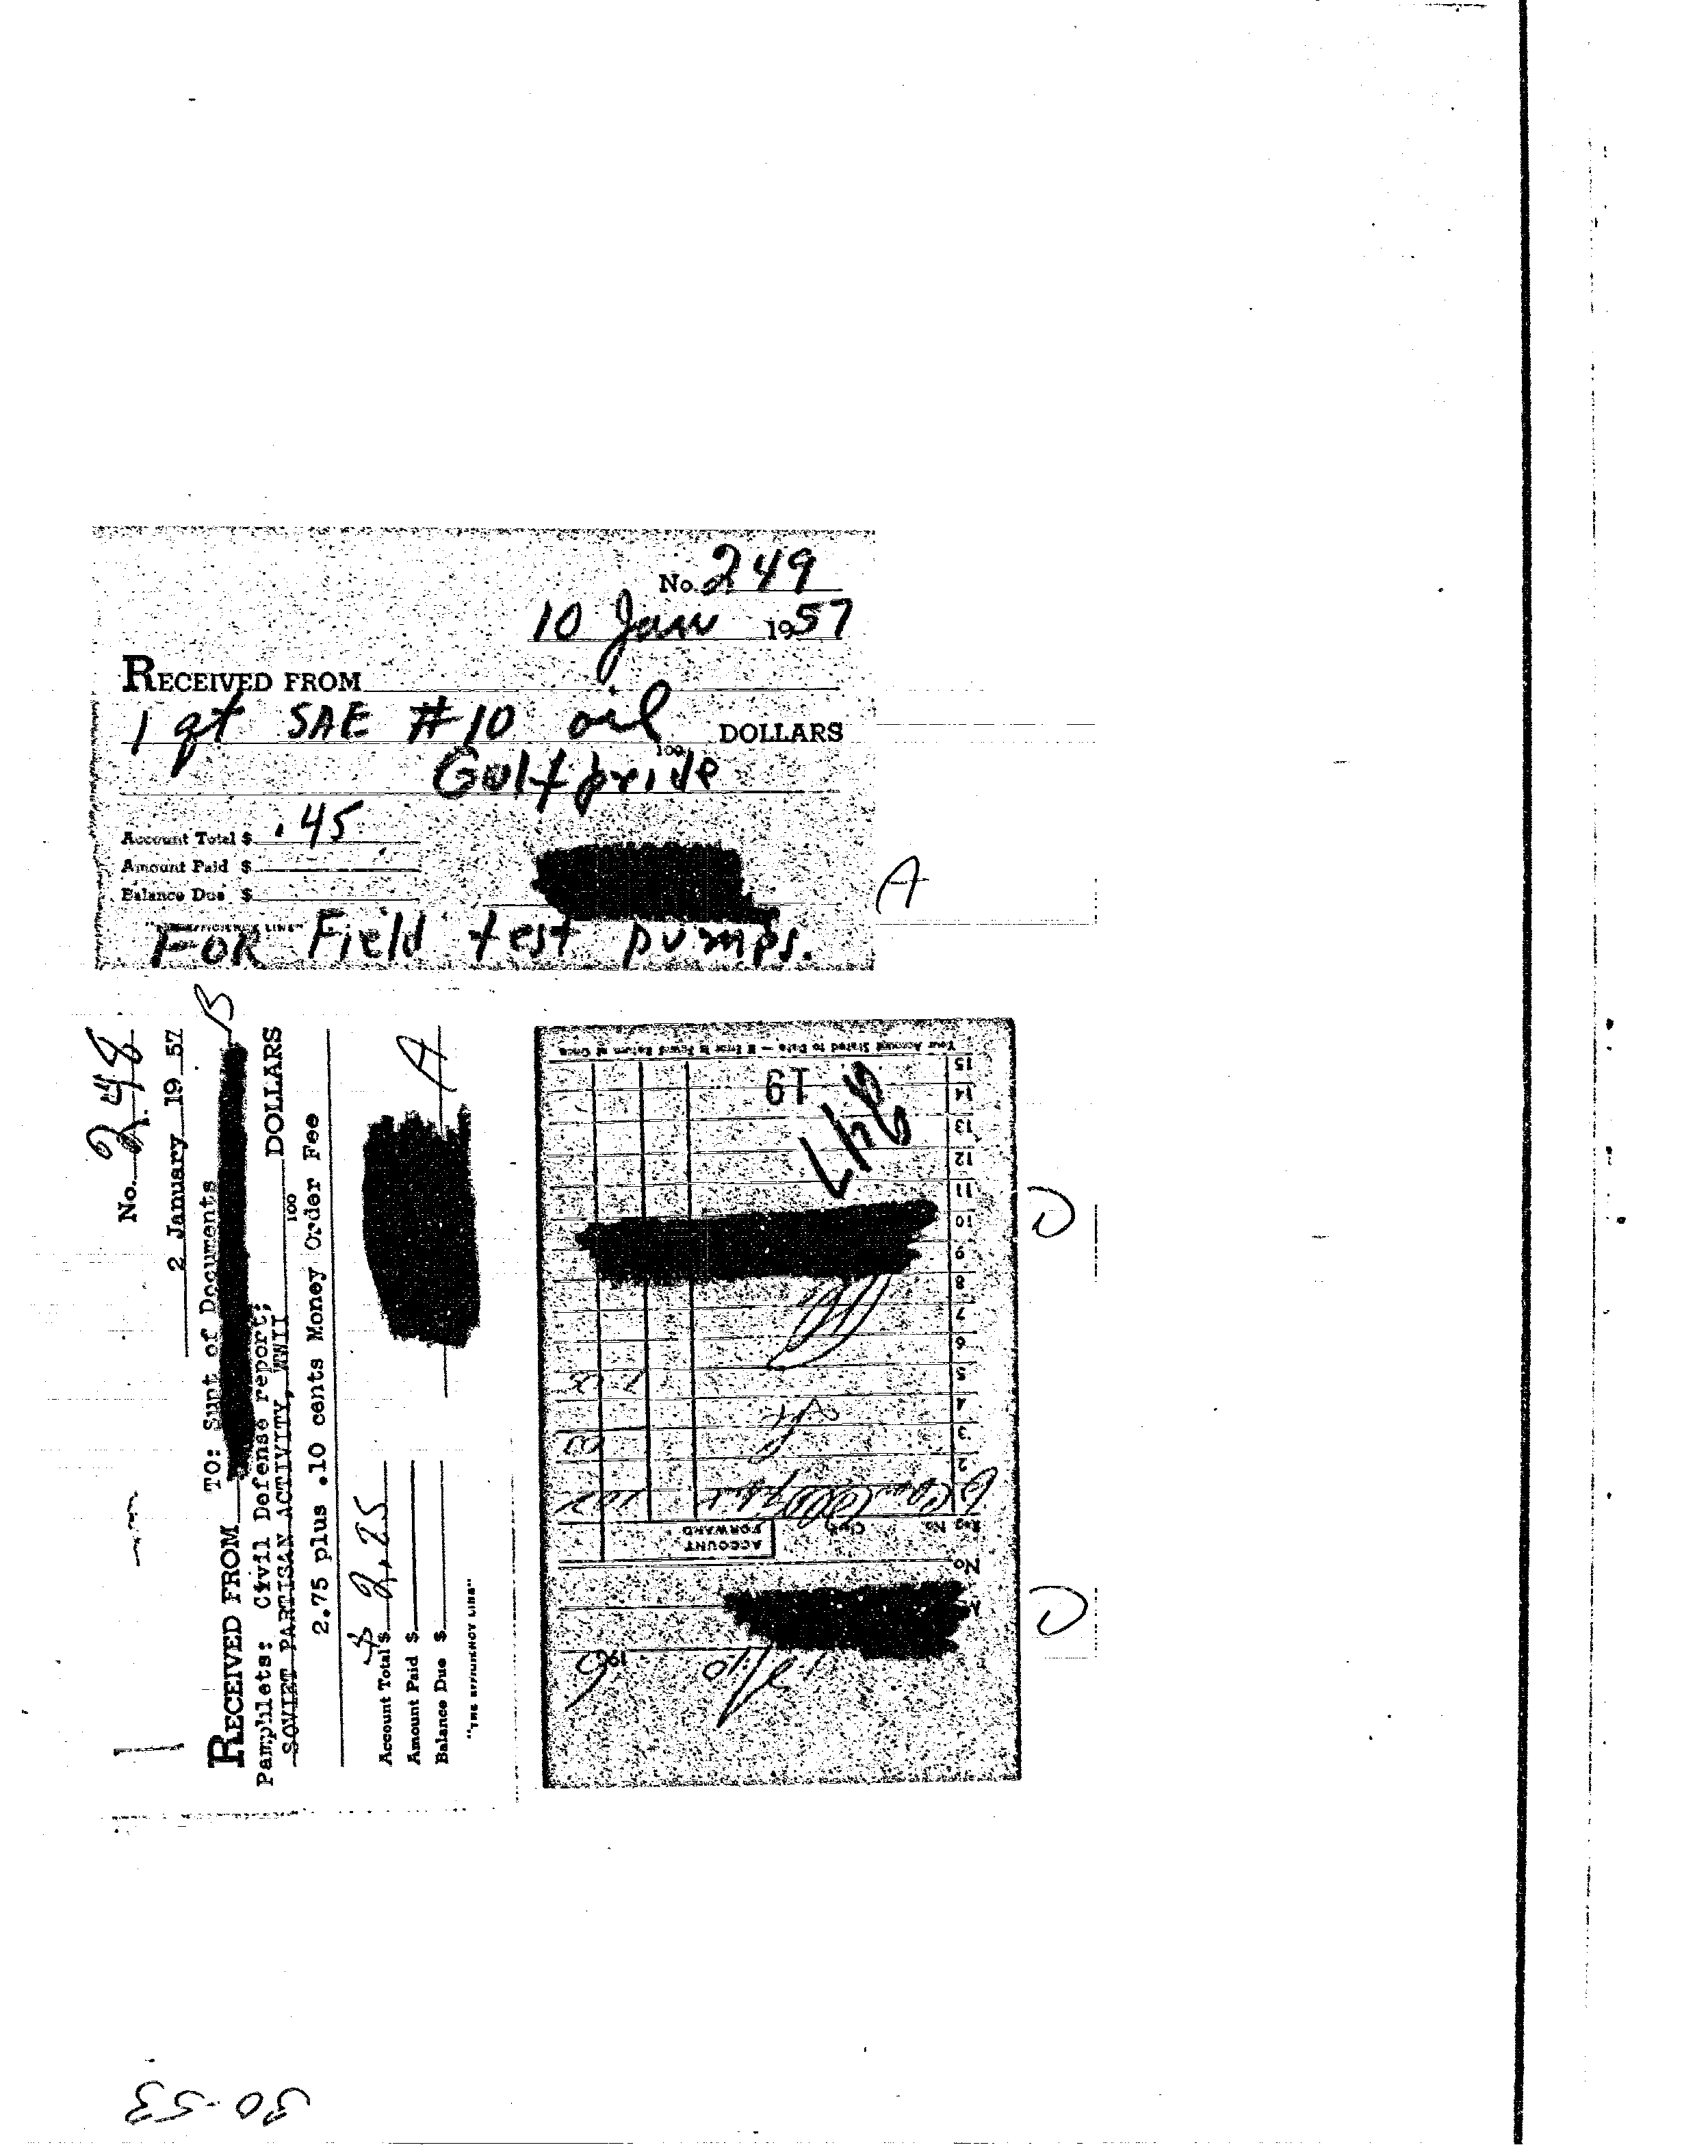 No. 249
10 Jan 1957
RECEIVED FROM
1 qt SAE #10 oil DOLLARS
100
Gulfpride
Account Total $ .45
Amount Paid $
Balance Due $
"THE EFFICIENCY LINE"
FOR Field test pumps.
A
No. 248
2 January 19 57
B
TO: Supt of Documents
RECEIVED FROM
Pamphlets: Civil Defense report;
SOVIET PARTISAN ACTIVITY, WWII DOLLARS
100
2.75 plus .10 cents Money Order Fee
A
Account Total $ 2.25
Amount Paid $
Balance Due $
"THE EFFICIENCY LINE"
No.
Reg. No. Clerk ACCOUNT FORWARD
1
2
3
4
5
6
7
8
9
10
11
12
13
14
15
247
19
Your Account Stated to Date — If Error Is Found Return at Once
D
D
30-53